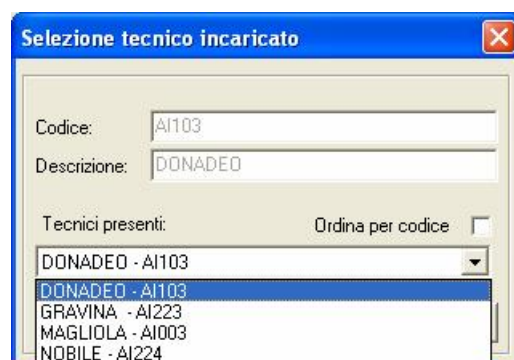 Selezione tecnico incaricato
Codice: AI103
Descrizione: DONADEO
Tecnici presenti: Ordina per codice
DONADEO - AI103
DONADEO - AI103
GRAVINA - AI223
MAGLIOLA - AI003
NOBILE - AI224